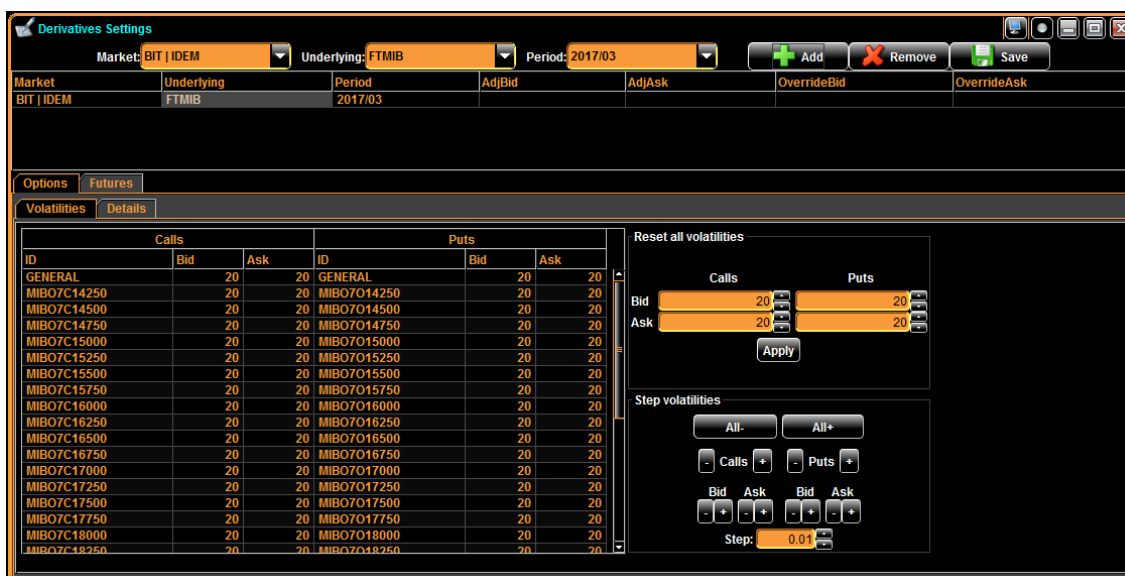 Derivatives Settings
Market: BIT | IDEM Underlying: FTMIB Period: 2017/03 Add Remove Save
Market Underlying Period AdjBid AdjAsk OverrideBid OverrideAsk
BIT | IDEM FTMIB 2017/03
Options Futures
Volatilities Details
Calls Puts
ID Bid Ask ID Bid Ask
GENERAL 20 20 GENERAL 20 20
MIBO7C14250 20 20 MIBO7O14250 20 20
MIBO7C14500 20 20 MIBO7O14500 20 20
MIBO7C14750 20 20 MIBO7O14750 20 20
MIBO7C15000 20 20 MIBO7O15000 20 20
MIBO7C15250 20 20 MIBO7O15250 20 20
MIBO7C15500 20 20 MIBO7O15500 20 20
MIBO7C15750 20 20 MIBO7O15750 20 20
MIBO7C16000 20 20 MIBO7O16000 20 20
MIBO7C16250 20 20 MIBO7O16250 20 20
MIBO7C16500 20 20 MIBO7O16500 20 20
MIBO7C16750 20 20 MIBO7O16750 20 20
MIBO7C17000 20 20 MIBO7O17000 20 20
MIBO7C17250 20 20 MIBO7O17250 20 20
MIBO7C17500 20 20 MIBO7O17500 20 20
MIBO7C17750 20 20 MIBO7O17750 20 20
MIBO7C18000 20 20 MIBO7O18000 20 20
MIBO7C18250 20 20 MIBO7O18250 20 20
Reset all volatilities
Calls Puts
Bid 20 20
Ask 20 20
Apply
Step volatilities
All- All+
- Calls + - Puts +
Bid Ask Bid Ask
- + - + - + - +
Step: 0.01